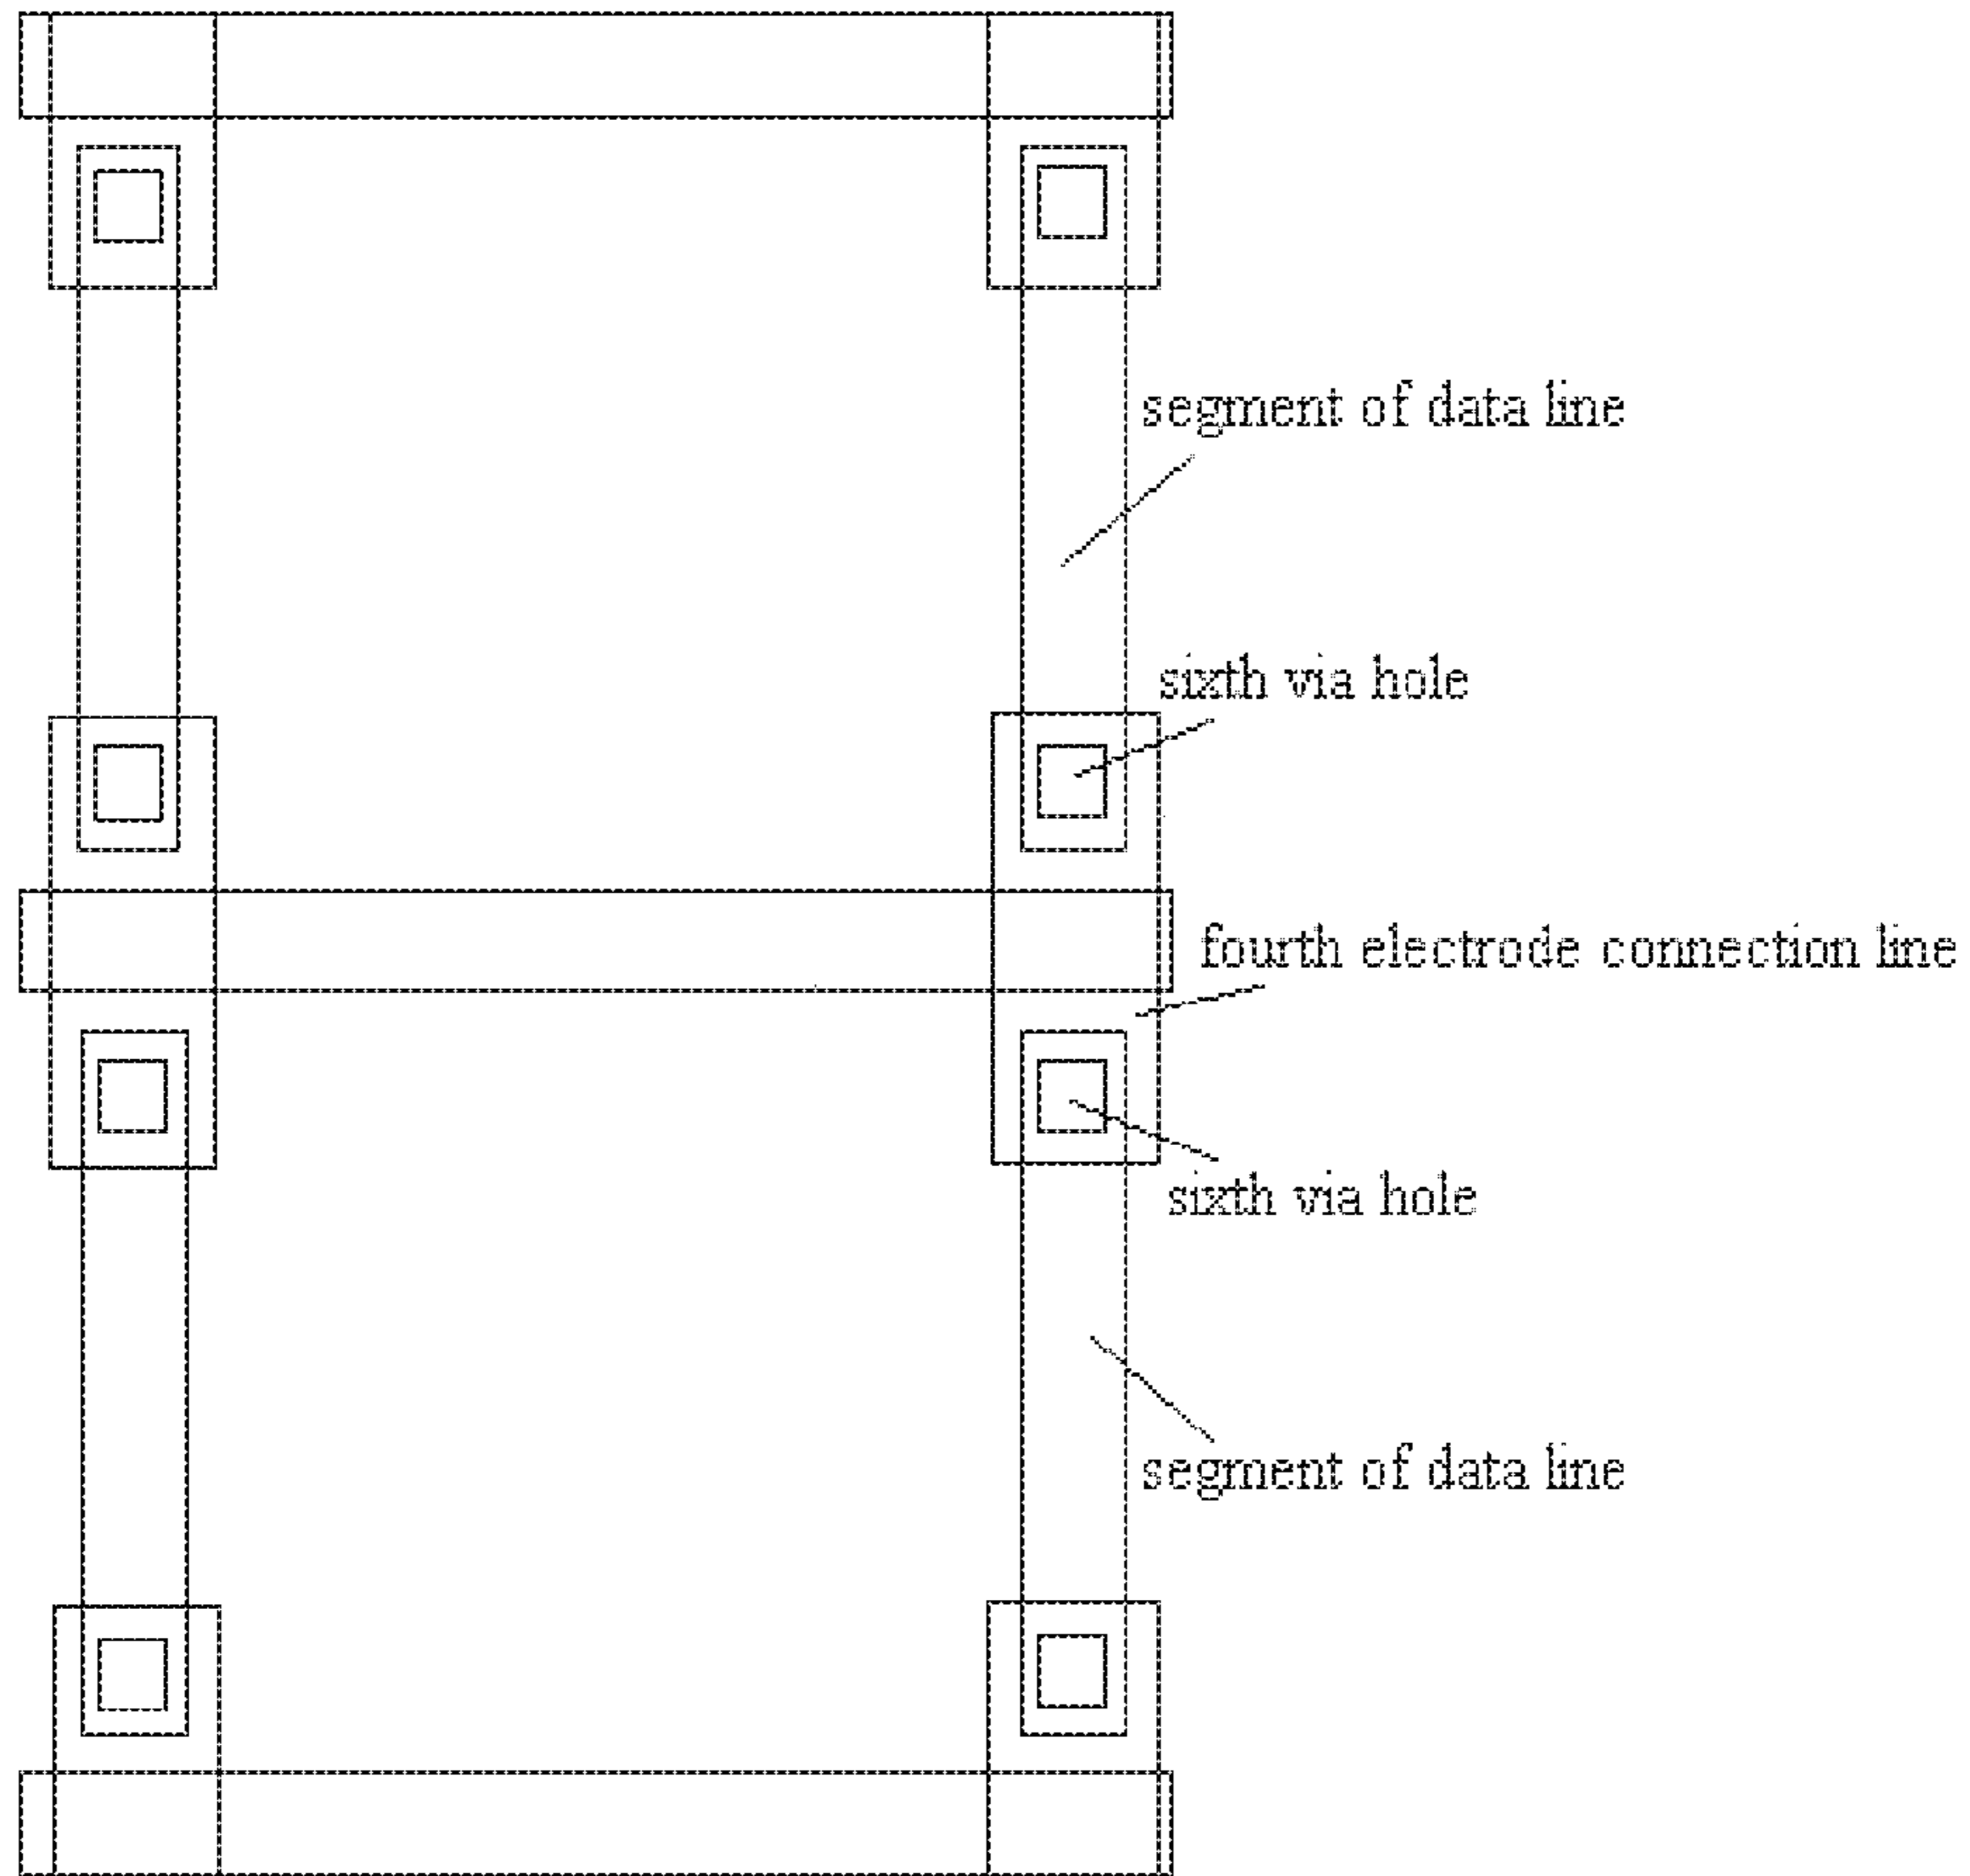 segment of data line
sixth via hole
fourth electrode connection line
sixth via hole
segment of data line